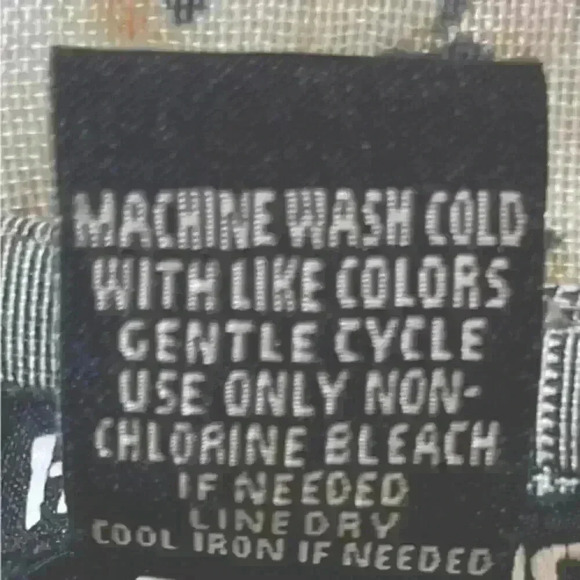 MACHINE WASH COLD
WITH LIKE COLORS
GENTLE CYCLE
USE ONLY NON-
CHLORINE BLEACH
IF NEEDED
LINE DRY
COOL IRON IF NEEDED